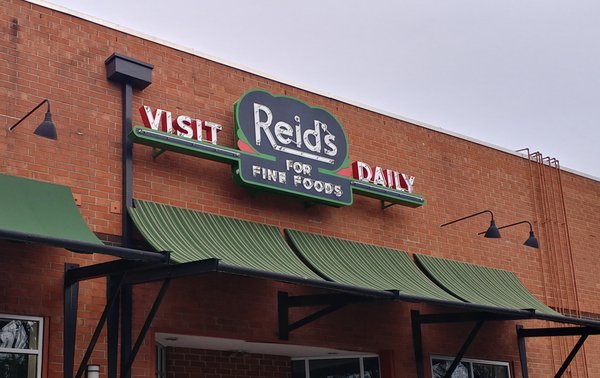 VISIT
Reid's
FOR
FINE FOODS
DAILY